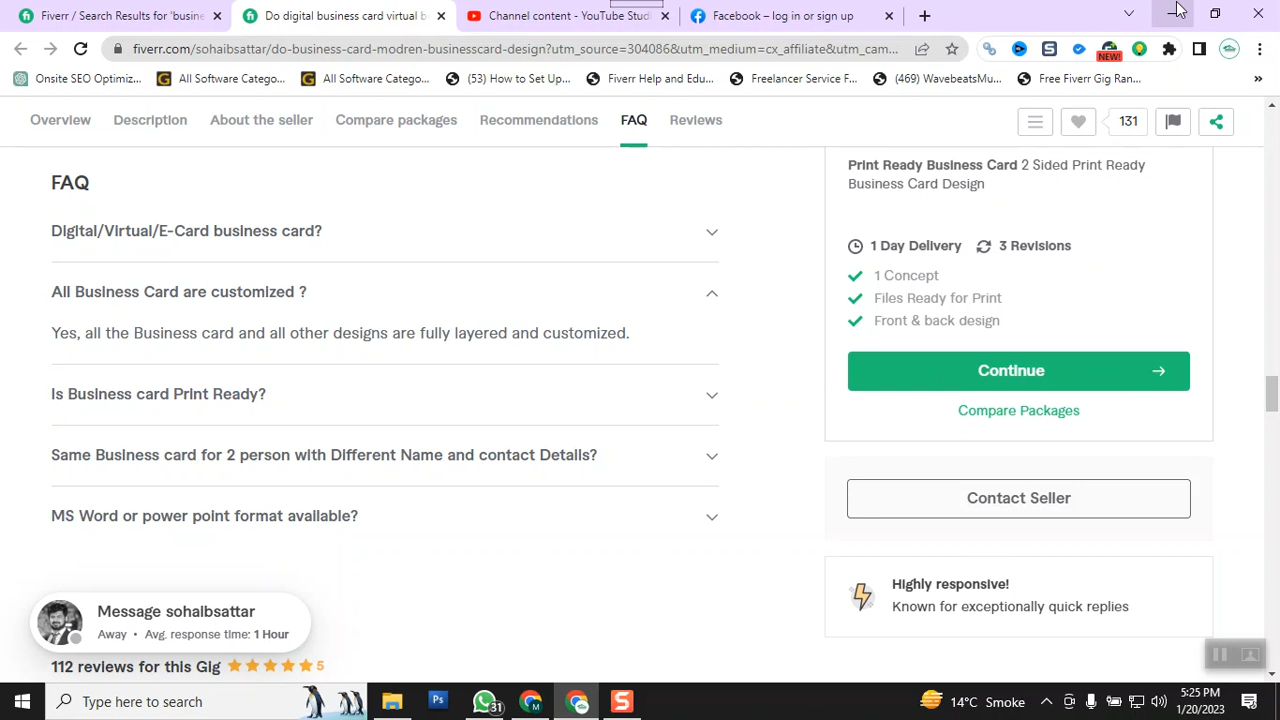 Fiverr / Search Results for 'busine
Do digital business card virtual b
Channel content - YouTube Studi
Facebook – log in or sign up
fiverr.com/sohaibsattar/do-business-card-modren-businesscard-design?utm_source=304086&utm_medium=cx_affiliate&utm_cam...
NEW!
Onsite SEO Optimiz...
All Software Catego...
All Software Catego...
(53) How to Set Up...
Fiverr Help and Edu...
Freelancer Service F...
(469) WavebeatsMu...
Free Fiverr Gig Ran...
»
Overview
Description
About the seller
Compare packages
Recommendations
FAQ
Reviews
131
FAQ
Digital/Virtual/E-Card business card?
All Business Card are customized ?
Yes, all the Business card and all other designs are fully layered and customized.
Is Business card Print Ready?
Same Business card for 2 person with Different Name and contact Details?
MS Word or power point format available?
Print Ready Business Card 2 Sided Print Ready
Business Card Design
1 Day Delivery
3 Revisions
1 Concept
Files Ready for Print
Front & back design
Continue
Compare Packages
Contact Seller
Highly responsive!
Known for exceptionally quick replies
Message sohaibsattar
Away • Avg. response time: 1 Hour
112 reviews for this Gig
5
Type here to search
Ps
31
M
S
14°C Smoke
5:25 PM
1/20/2023